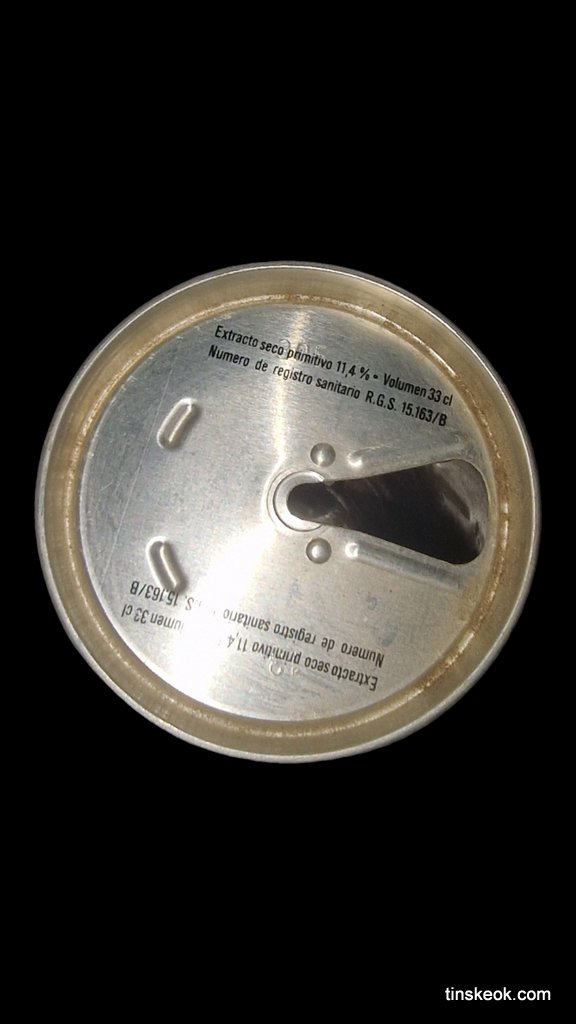 Extracto seco primitivo 11,4 % • Volumen 33 cl
Numero de registro sanitario R.G.S. 15.163/B
Extracto seco primitivo 11,4 33 cl
Numero de registro sanitario .S. 15.163/B
tinskeok.com